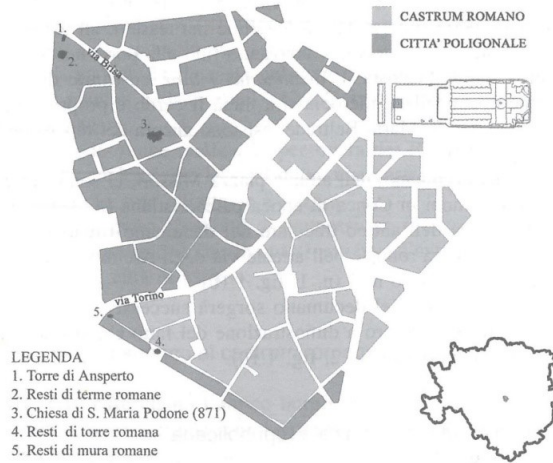 CASTRUM ROMANO
CITTA' POLIGONALE
1.
via Brisa
2.
3.
via Torino
5.
4.
LEGENDA
1. Torre di Ansperto
2. Resti di terme romane
3. Chiesa di S. Maria Podone (871)
4. Resti di torre romana
5. Resti di mura romane